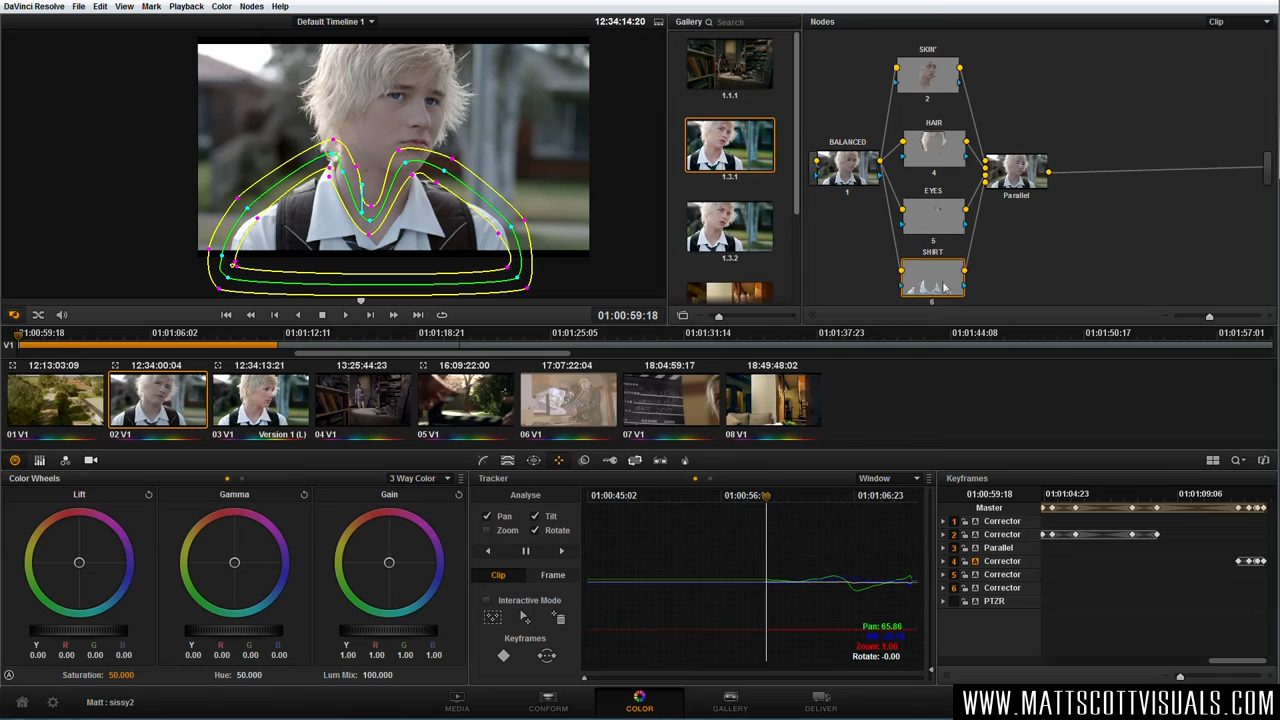 DaVinci Resolve File Edit View Mark Playback Color Nodes Help
Default Timeline 1 12:34:14:20 Gallery Search Nodes Clip
SKIN'
2
1.1.1
HAIR
4
BALANCED
1
EYES
5
Parallel
1.3.1
SHIRT
6
1.3.2
01:00:59:18
01:00:59:18 01:01:06:02 01:01:12:11 01:01:18:21 01:01:25:05 01:01:31:14 01:01:37:23 01:01:44:08 01:01:50:17 01:01:57:01
V1
12:13:03:09 12:34:00:04 12:34:13:21 13:25:44:23 16:09:22:00 17:07:22:04 18:04:59:17 18:49:48:02
01 V1 02 V1 03 V1 Version 1 (L) 04 V1 05 V1 06 V1 07 V1 08 V1
Color Wheels 3 Way Color Tracker Window Keyframes
Lift Gamma Gain
Analyse
Pan Tilt
Zoom Rotate
Clip Frame
Interactive Mode
Keyframes
01:00:45:02 01:00:56: 01:01:06:23
Pan: 65.86
Zoom: 1.00
Rotate: -0.00
01:00:59:18 01:01:04:23 01:01:09:06
Master
1 Corrector
2 Corrector
3 Parallel
4 Corrector
5 Corrector
6 Corrector
PTZR
Y R G B Y R G B Y R G B
0.00 0.00 0.00 0.00 0.00 0.00 0.00 0.00 1.00 1.00 1.00 1.00
Saturation: 50.000 Hue: 50.000 Lum Mix: 100.000
Matt : sissy2
MEDIA CONFORM COLOR GALLERY DELIVER
WWW.MATTSCOTTVISUALS.COM